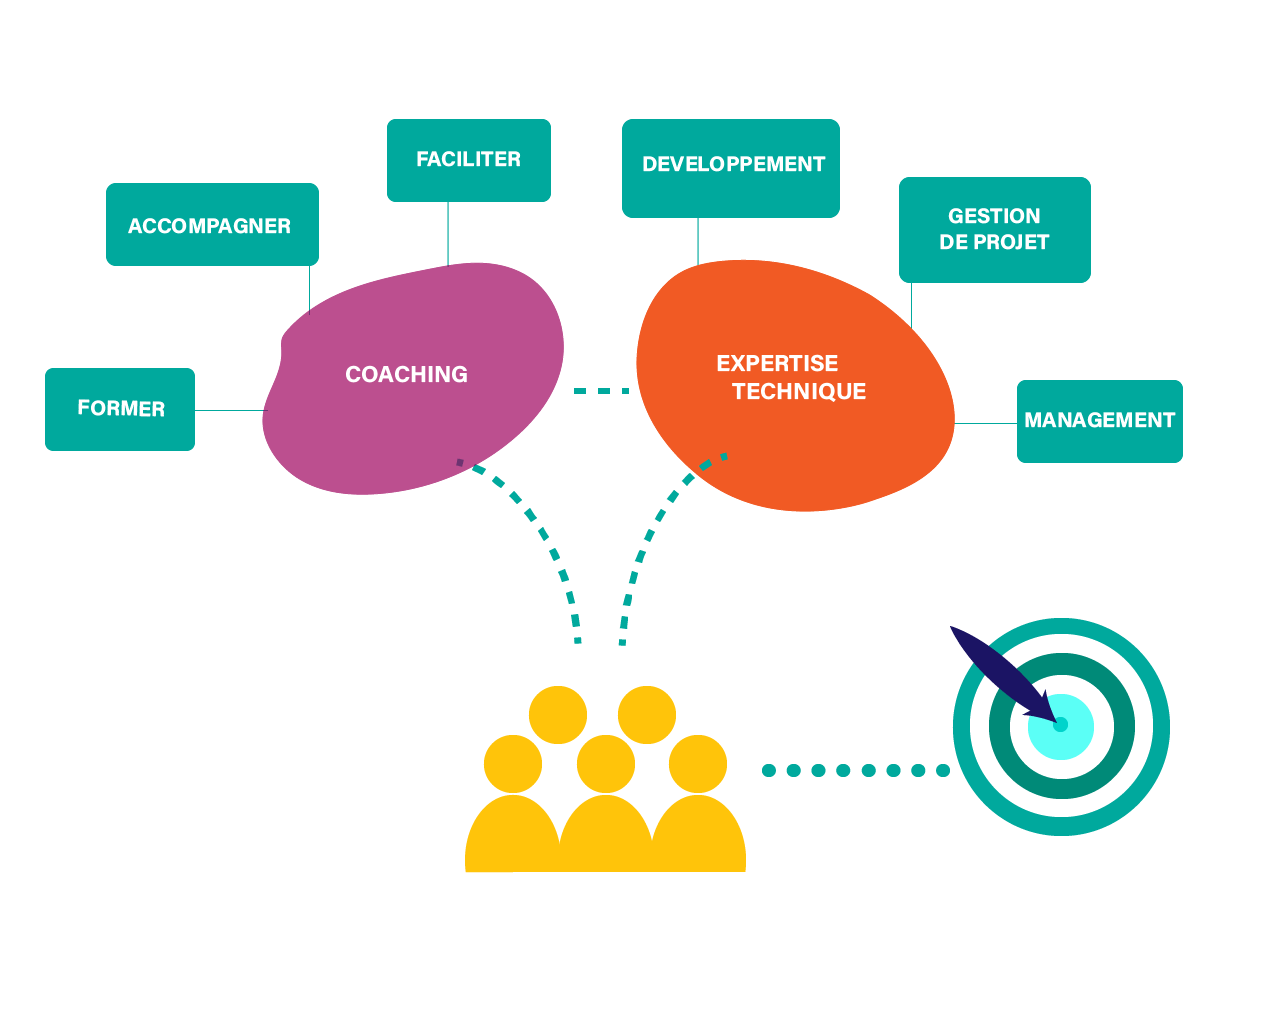 FACILITER
DEVELOPPEMENT
ACCOMPAGNER
GESTION
DE PROJET
COACHING
EXPERTISE
TECHNIQUE
FORMER
MANAGEMENT